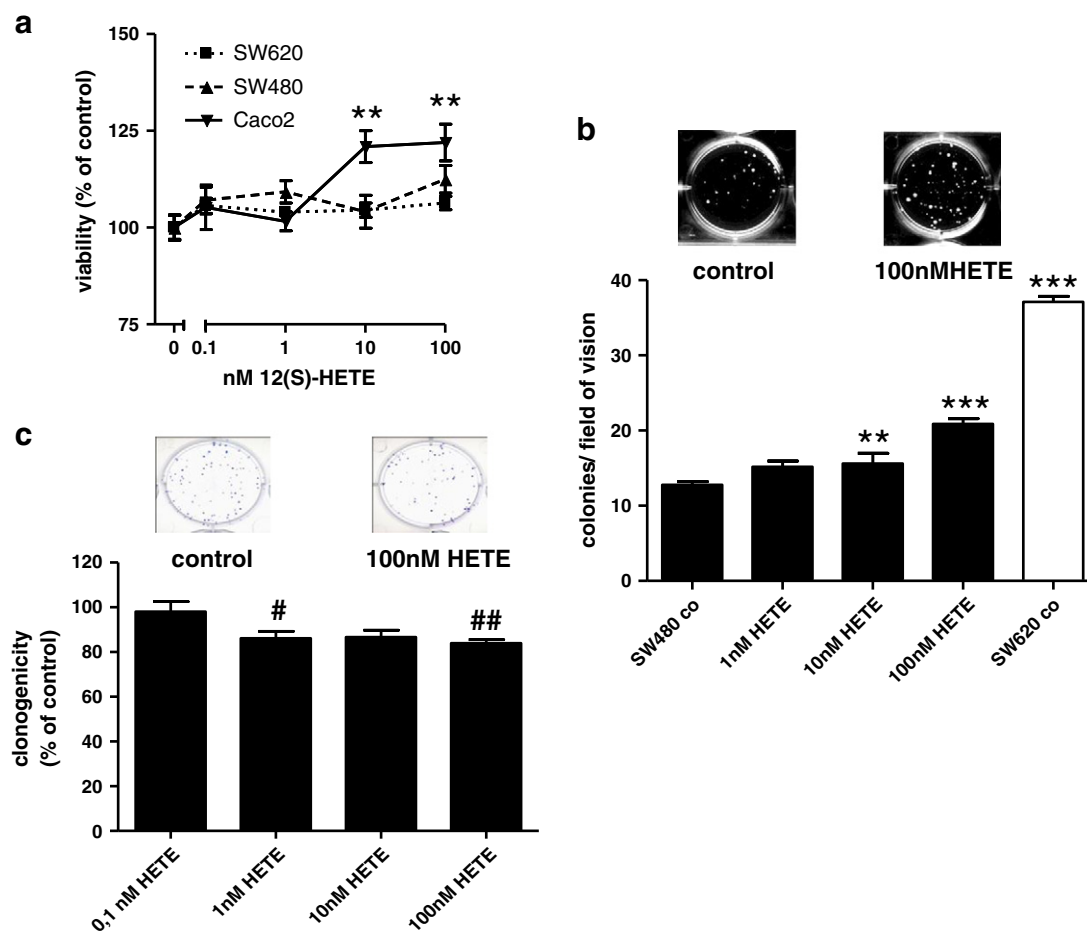 a
150
125
100
75
viability (% of control)
SW620
SW480
Caco2
**
**
0
0.1
1
10
100
nM 12(S)-HETE
b
control
100nMHETE
40
30
20
10
0
colonies/ field of vision
**
***
***
SW480 co
1nM HETE
10nM HETE
100nM HETE
SW620 co
c
control
100nM HETE
120
100
80
60
40
20
0
clonogenicity
(% of control)
#
##
0,1 nM HETE
1nM HETE
10nM HETE
100nM HETE